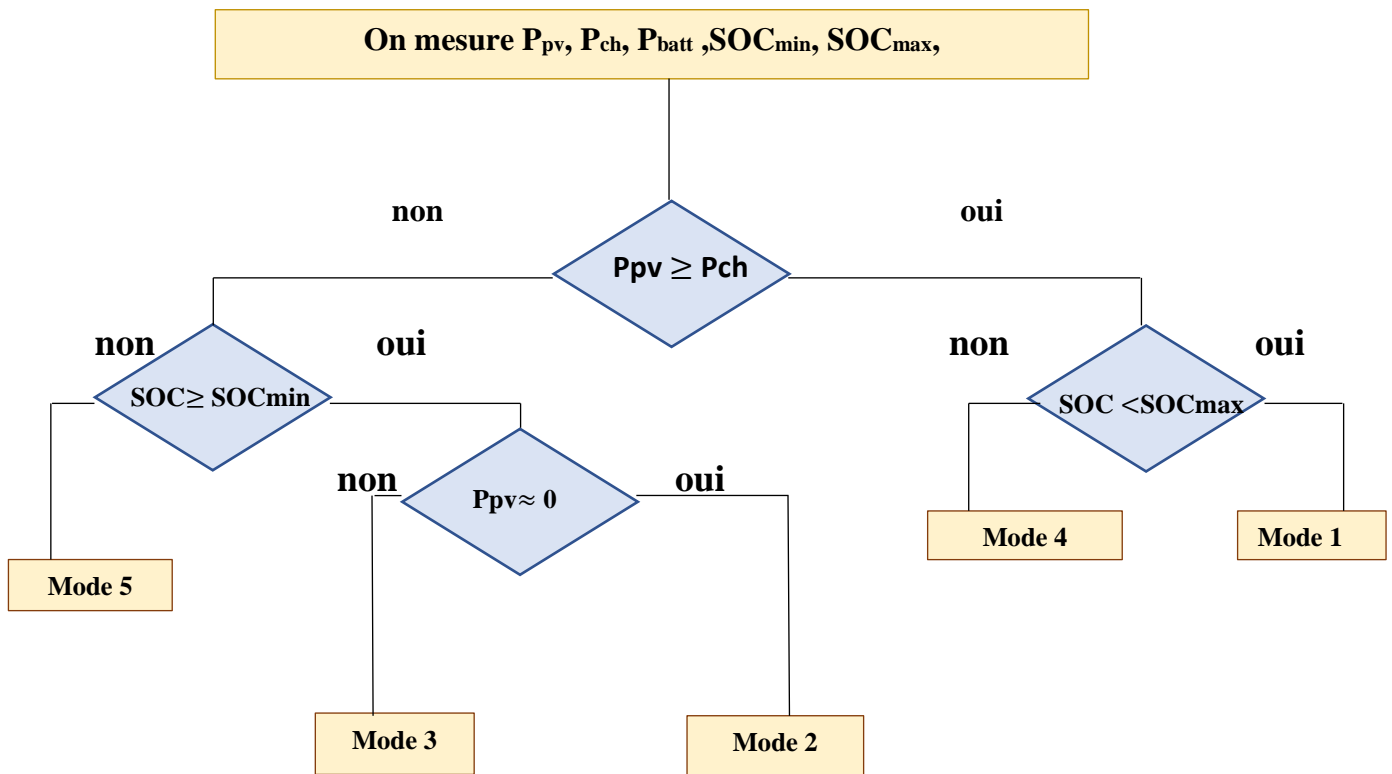 On mesure Ppv, Pch, Pbatt ,SOCmin, SOCmax,
non
oui
Ppv ≥ Pch
non
oui
non
oui
SOC≥ SOCmin
SOC <SOCmax
non
oui
Ppv≈ 0
Mode 4
Mode 1
Mode 5
Mode 3
Mode 2